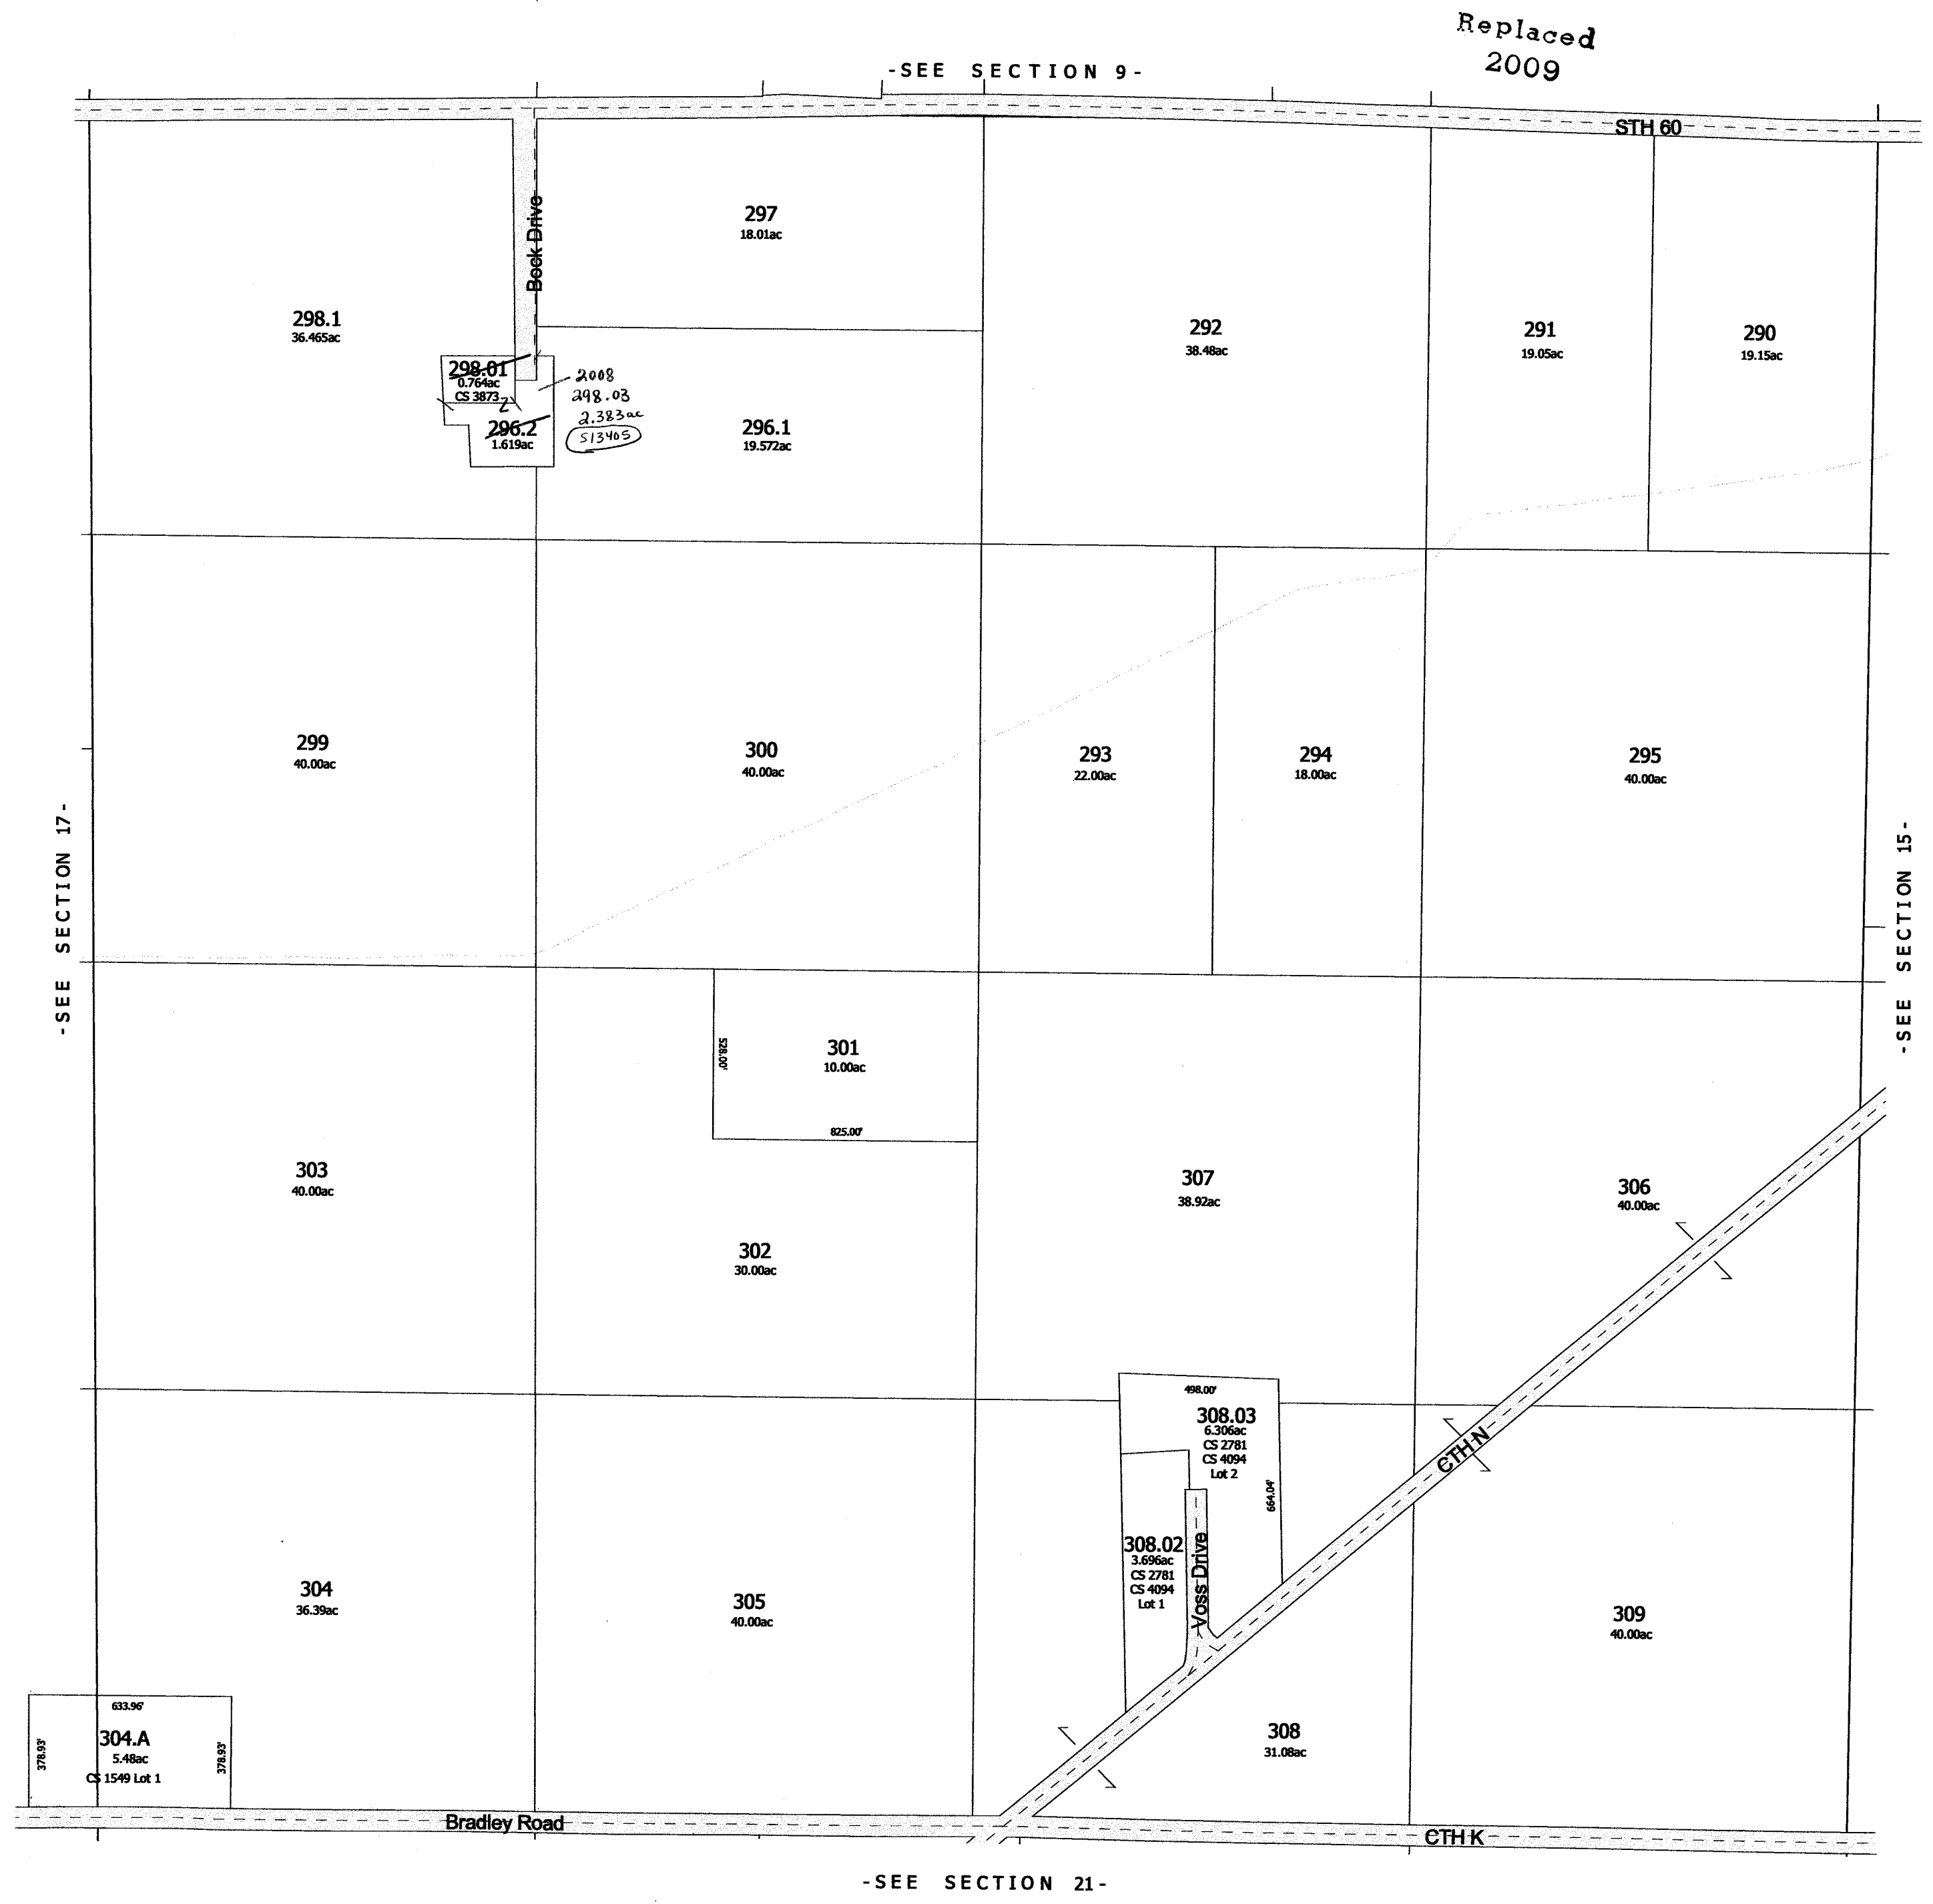 Replaced
2009
-SEE SECTION 9-
STH 60
Bock Drive
297
18.01ac
298.1
36.465ac
292
38.48ac
291
19.05ac
290
19.15ac
298.01
0.764ac
CS 3873
Z
296.2
1.619ac
2008
298.03
2.383ac
513405
296.1
19.572ac
299
40.00ac
300
40.00ac
293
22.00ac
294
18.00ac
295
40.00ac
-SEE SECTION 17-
-SEE SECTION 15-
528.00'
301
10.00ac
825.00'
303
40.00ac
302
30.00ac
307
38.92ac
306
40.00ac
498.00'
308.03
6.306ac
CS 2781
CS 4094
Lot 2
664.04'
CTH N
308.02
3.696ac
CS 2781
CS 4094
Lot 1
Voss Drive
304
36.39ac
305
40.00ac
309
40.00ac
633.96'
304.A
5.48ac
CS 1549 Lot 1
378.93'
378.93'
308
31.08ac
Bradley Road
CTH K
-SEE SECTION 21-